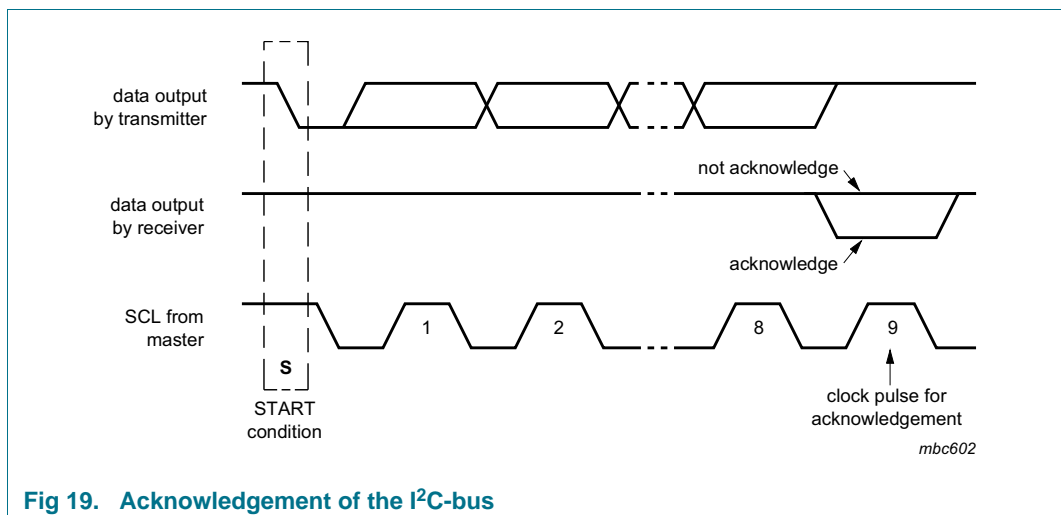 data output
by transmitter
not acknowledge
data output
by receiver
acknowledge
SCL from
master
1
2
8
9
S
START
condition
clock pulse for
acknowledgement
mbc602
Fig 19. Acknowledgement of the I²C-bus